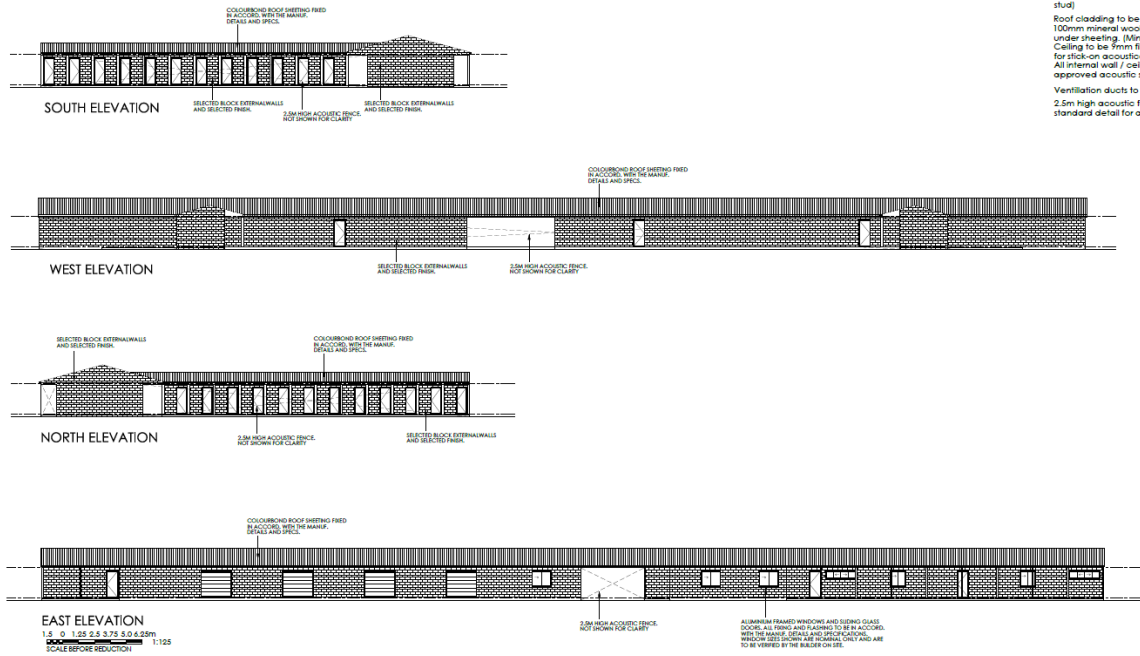 COLOURBOND ROOF SHEETING FIXED
IN ACCORD. WITH THE MANUF.
DETAILS AND SPECS.
SOUTH ELEVATION
SELECTED BLOCK EXTERNALWALLS
AND SELECTED FINISH.
2.5M HIGH ACOUSTIC FENCE.
NOT SHOWN FOR CLARITY
SELECTED BLOCK EXTERNALWALLS
AND SELECTED FINISH.
stud)
Roof cladding to be
100mm mineral woo
under sheeting. (Min
Ceiling to be 9mm fi
for stick-on acoustic
All internal wall / ceil
approved acoustic s
Ventillation ducts to
2.5m high acoustic f
standard detail for a
COLOURBOND ROOF SHEETING FIXED
IN ACCORD. WITH THE MANUF.
DETAILS AND SPECS.
WEST ELEVATION
SELECTED BLOCK EXTERNALWALLS
AND SELECTED FINISH.
2.5M HIGH ACOUSTIC FENCE.
NOT SHOWN FOR CLARITY
SELECTED BLOCK EXTERNALWALLS
AND SELECTED FINISH.
COLOURBOND ROOF SHEETING FIXED
IN ACCORD. WITH THE MANUF.
DETAILS AND SPECS.
NORTH ELEVATION
2.5M HIGH ACOUSTIC FENCE.
NOT SHOWN FOR CLARITY
SELECTED BLOCK EXTERNALWALLS
AND SELECTED FINISH.
COLOURBOND ROOF SHEETING FIXED
IN ACCORD. WITH THE MANUF.
DETAILS AND SPECS.
EAST ELEVATION
1.5 0 1.25 2.5 3.75 5.0 6.25m
1:125
SCALE BEFORE REDUCTION
2.5M HIGH ACOUSTIC FENCE.
NOT SHOWN FOR CLARITY
ALUMINIUM FRAMED WINDOWS AND SLIDING GLASS
DOORS. ALL FIXING AND FLASHING TO BE IN ACCORD.
WITH THE MANUF. DETAILS AND SPECIFICATIONS.
WINDOW SIZES SHOWN ARE NOMINAL ONLY AND ARE
TO BE VERIFIED BY THE BUILDER ON SITE.